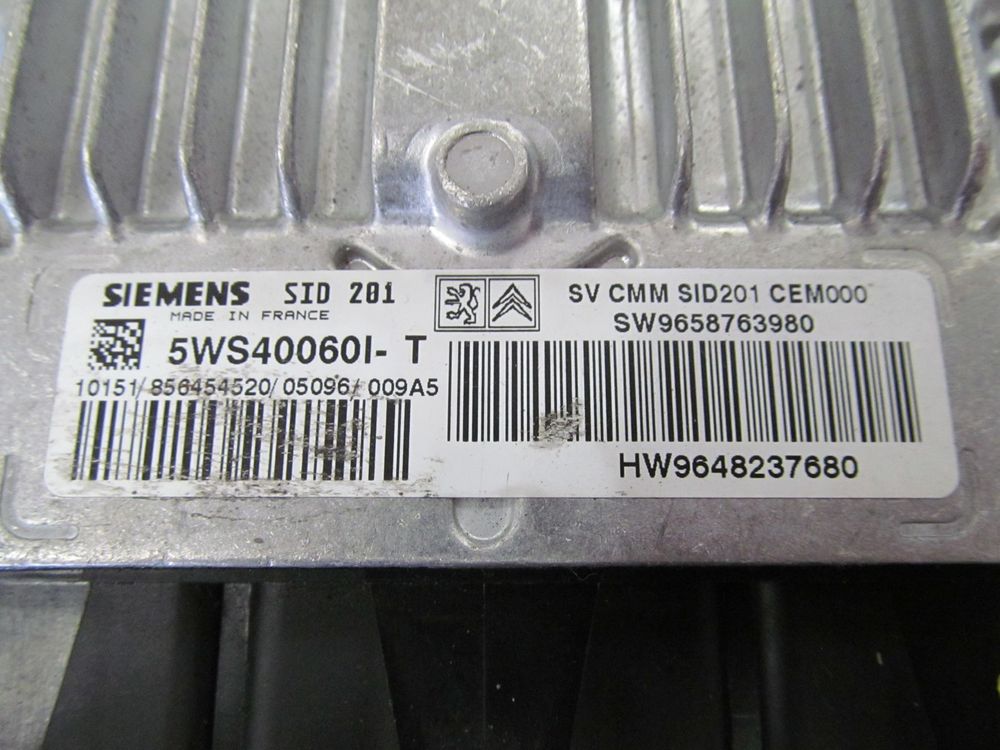 SIEMENS SID 201
MADE IN FRANCE
5WS40060I- T
10151/856454520/05096/009A5
SV CMM SID201 CEM000
SW9658763980
HW9648237680